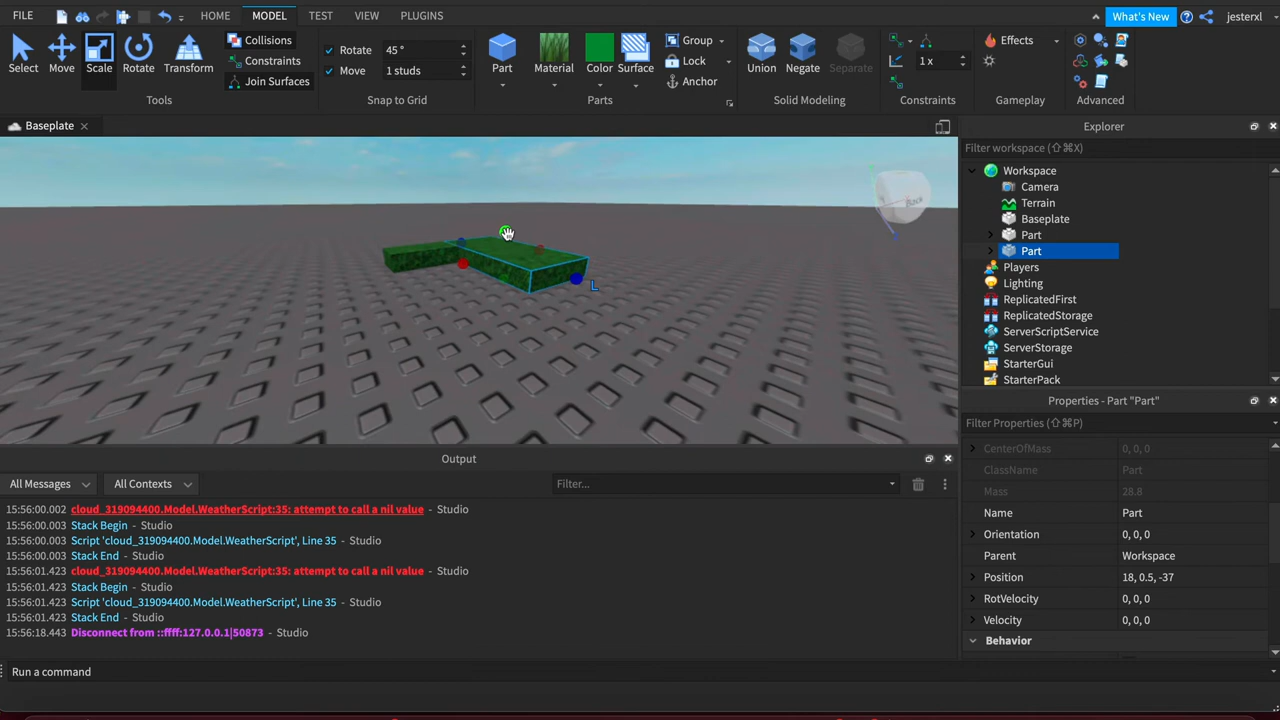 FILE HOME MODEL TEST VIEW PLUGINS What's New jesterxl
Select Move Scale Rotate Transform
Collisions
Constraints
Join Surfaces
Tools
Rotate 45 °
Move 1 studs
Snap to Grid
Part Material Color Surface
Group
Lock
Anchor
Parts
Union Negate Separate
Solid Modeling
1 x
Constraints
Effects
Gameplay
Advanced
Baseplate
Back
L
Explorer
Filter workspace (⇧⌘X)
Workspace
Camera
Terrain
Baseplate
Part
Part
Players
Lighting
ReplicatedFirst
ReplicatedStorage
ServerScriptService
ServerStorage
StarterGui
StarterPack
Properties - Part "Part"
Filter Properties (⇧⌘P)
CenterOfMass 0, 0, 0
ClassName Part
Mass 28.8
Name Part
Orientation 0, 0, 0
Parent Workspace
Position 18, 0.5, -37
RotVelocity 0, 0, 0
Velocity 0, 0, 0
Behavior
Output
All Messages All Contexts Filter...
15:56:00.002 cloud_319094400.Model.WeatherScript:35: attempt to call a nil value - Studio
15:56:00.003 Stack Begin - Studio
15:56:00.003 Script 'cloud_319094400.Model.WeatherScript', Line 35 - Studio
15:56:00.003 Stack End - Studio
15:56:01.423 cloud_319094400.Model.WeatherScript:35: attempt to call a nil value - Studio
15:56:01.423 Stack Begin - Studio
15:56:01.423 Script 'cloud_319094400.Model.WeatherScript', Line 35 - Studio
15:56:01.423 Stack End - Studio
15:56:18.443 Disconnect from ::ffff:127.0.0.1|50873 - Studio
Run a command